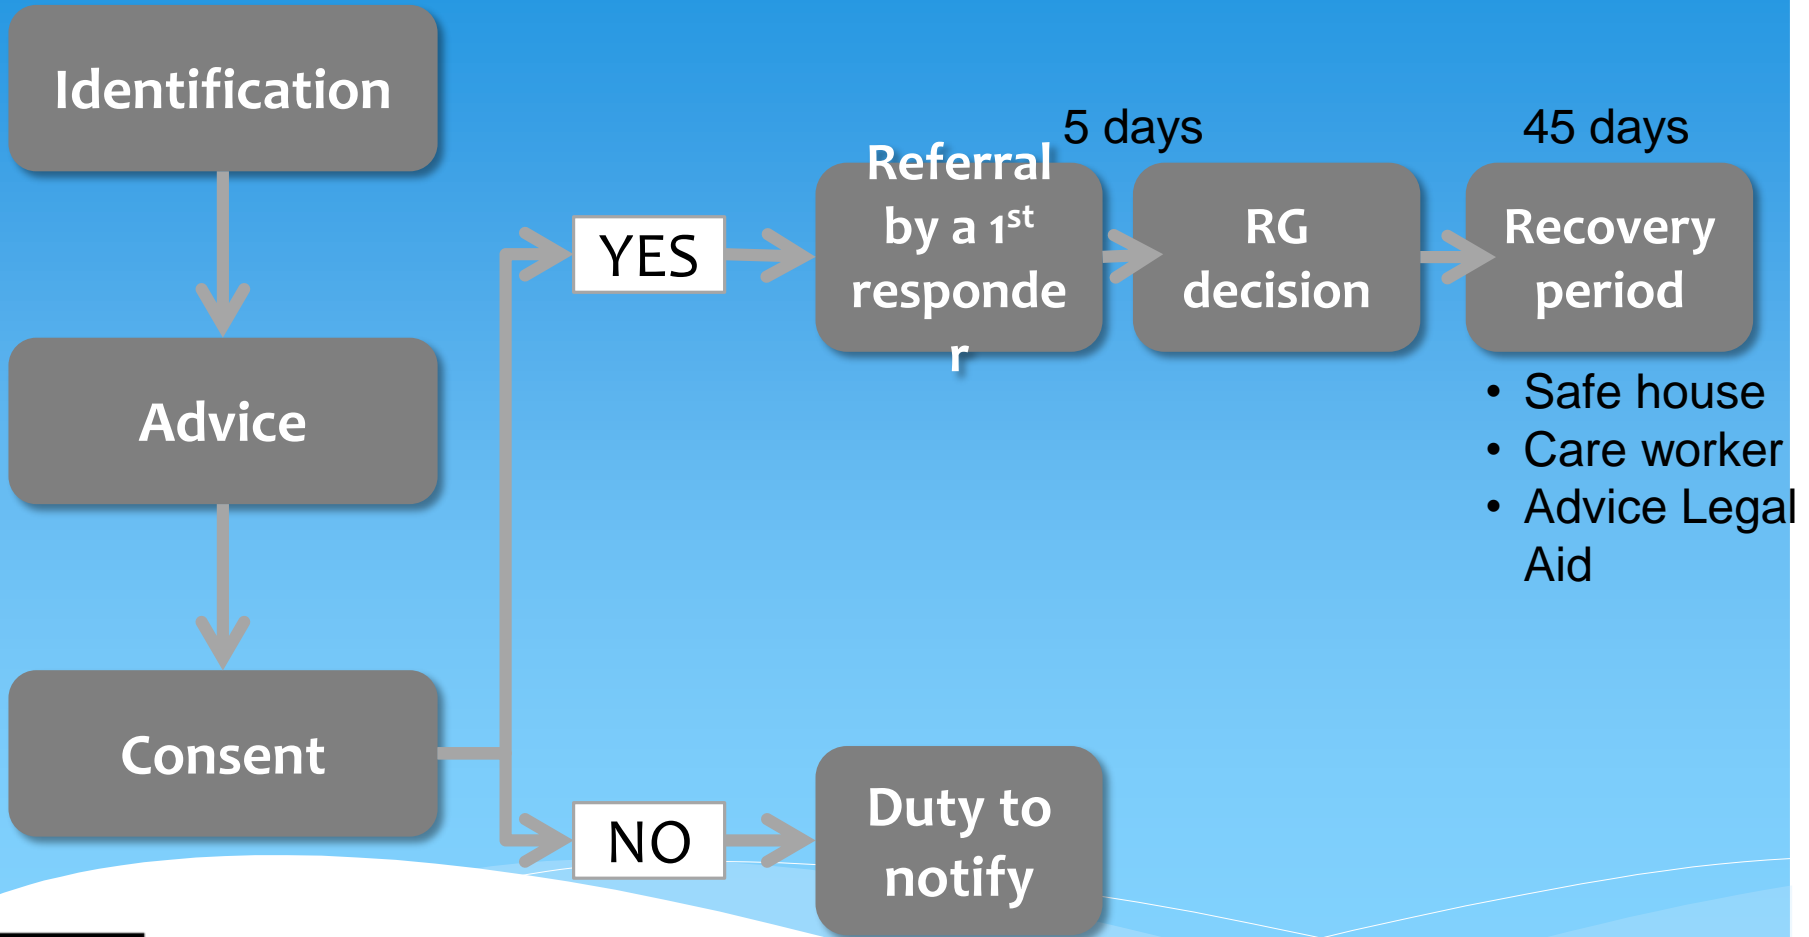 Identification
Advice
Consent
YES
5 days
Referral
by a 1st
responde
r
RG
decision
45 days
Recovery
period
• Safe house
• Care worker
• Advice Legal
Aid
NO
Duty to
notify